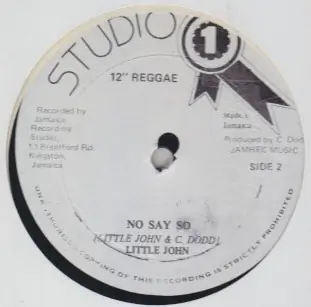 STUDIO 1
12" REGGAE
Recorded by
Jamaica
Recording
Studio,
13 Brentford Rd.
Kingston,
Jamaica
Made in
Jamaica
Produced by C. Dodd
JAMREC MUSIC
SIDE 2
NO SAY SO
(LITTLE JOHN & C. DODD)
LITTLE JOHN
UNAUTHORIZED COPYING OF THIS RECORDING IS STRICTLY PROHIBITED